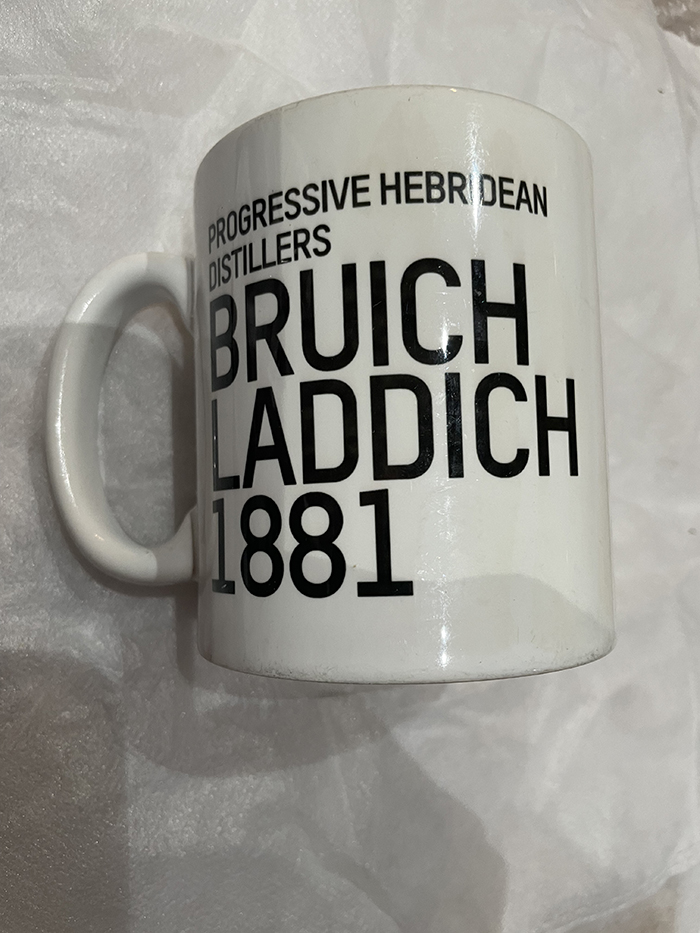 PROGRESSIVE HEBRIDEAN
DISTILLERS
BRUICH
LADDICH
1881